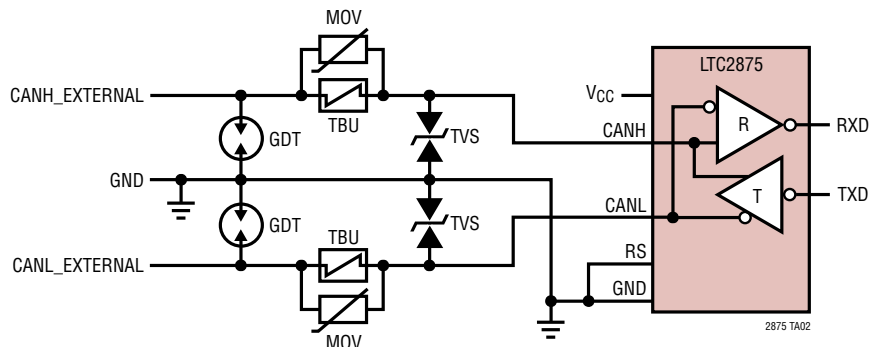 MOV
LTC2875
VCC
CANH_EXTERNAL
TBU
R
RXD
CANH
GDT
TVS
GND
T
TXD
CANL
GDT
TBU
TVS
RS
CANL_EXTERNAL
GND
MOV
2875 TA02